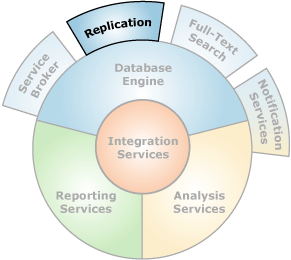 Replication
Full-Text
Search
Service
Broker
Database
Engine
Notification
Services
Integration
Services
Reporting
Services
Analysis
Services